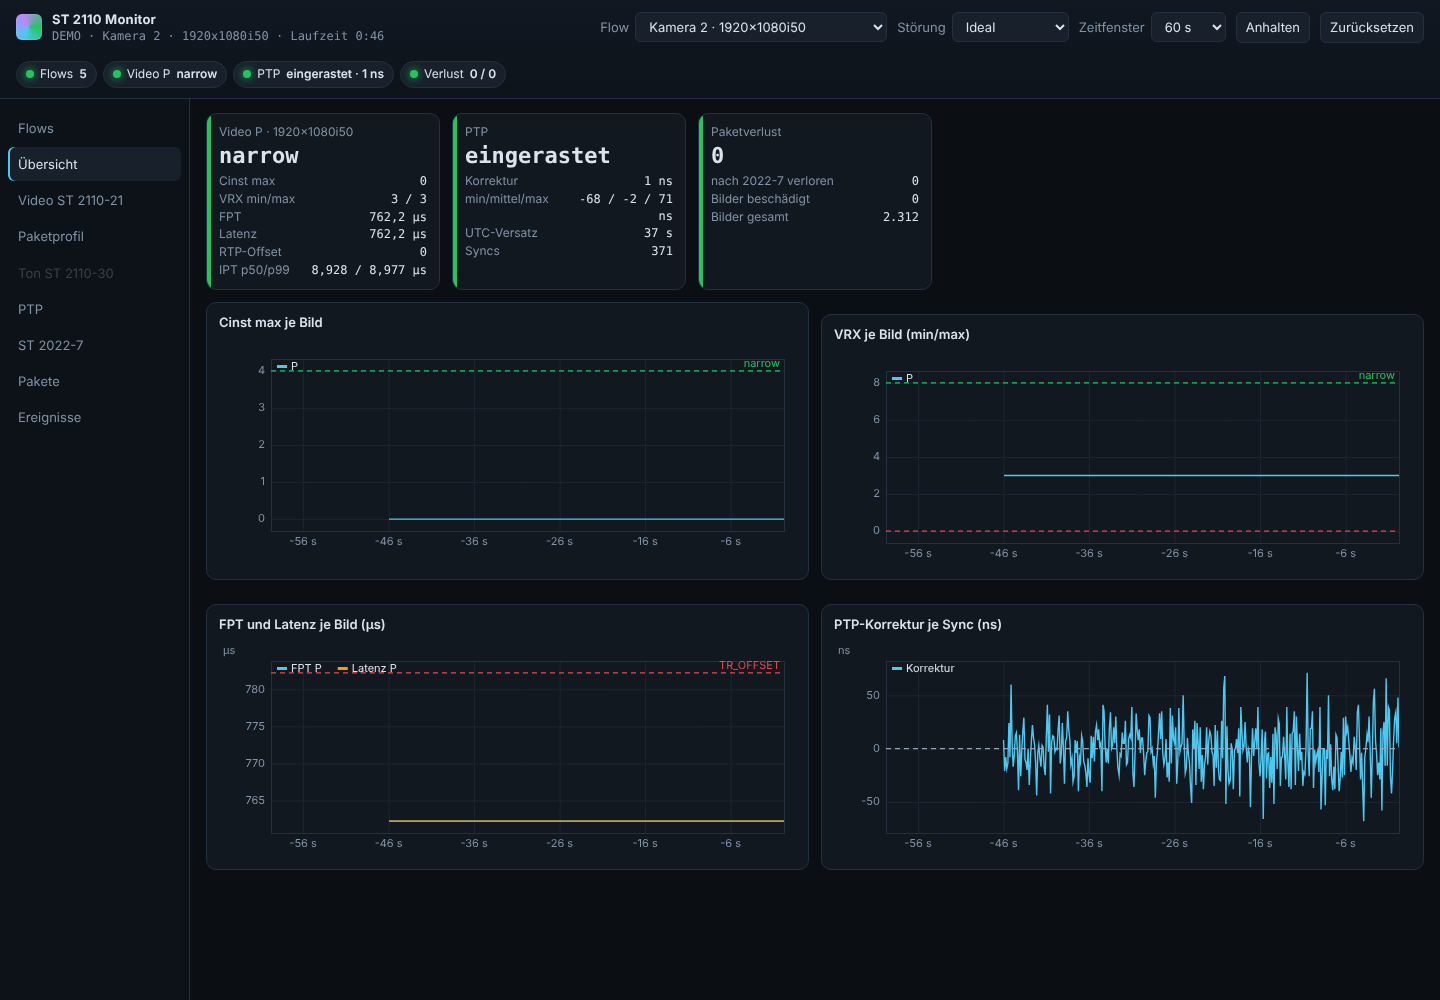 ST 2110 Monitor
DEMO · Kamera 2 · 1920x1080i50 · Laufzeit 0:46
Flow
Kamera 2 · 1920×1080i50
Störung
Ideal
Zeitfenster
60 s
Anhalten
Zurücksetzen
Flows 5
Video P narrow
PTP eingerastet · 1 ns
Verlust 0 / 0
Flows
Übersicht
Video ST 2110-21
Paketprofil
Ton ST 2110-30
PTP
ST 2022-7
Pakete
Ereignisse
Video P · 1920×1080i50
narrow
Cinst max 0
VRX min/max 3 / 3
FPT 762,2 µs
Latenz 762,2 µs
RTP-Offset 0
IPT p50/p99 8,928 / 8,977 µs
PTP
eingerastet
Korrektur 1 ns
min/mittel/max -68 / -2 / 71
ns
UTC-Versatz 37 s
Syncs 371
Paketverlust
0
nach 2022-7 verloren 0
Bilder beschädigt 0
Bilder gesamt 2.312
Cinst max je Bild
P
narrow
4
3
2
1
0
-56 s -46 s -36 s -26 s -16 s -6 s
VRX je Bild (min/max)
P
narrow
8
6
4
2
0
-56 s -46 s -36 s -26 s -16 s -6 s
FPT und Latenz je Bild (µs)
µs
FPT P Latenz P
TR_OFFSET
780
775
770
765
-56 s -46 s -36 s -26 s -16 s -6 s
PTP-Korrektur je Sync (ns)
ns
Korrektur
50
0
-50
-56 s -46 s -36 s -26 s -16 s -6 s